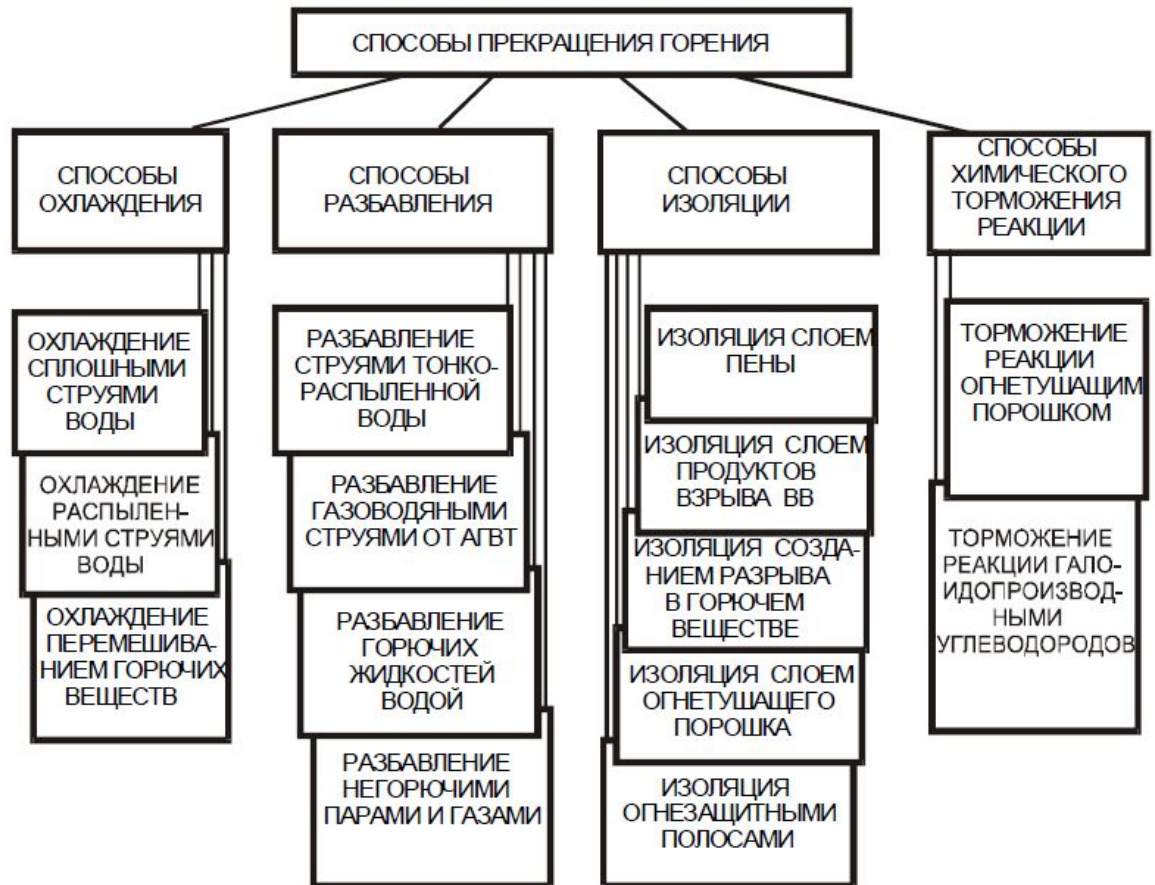 СПОСОБЫ ПРЕКРАЩЕНИЯ ГОРЕНИЯ
СПОСОБЫ
ОХЛАЖДЕНИЯ
СПОСОБЫ
РАЗБАВЛЕНИЯ
СПОСОБЫ
ИЗОЛЯЦИИ
СПОСОБЫ
ХИМИЧЕСКОГО
ТОРМОЖЕНИЯ
РЕАКЦИИ
ОХЛАЖДЕНИЕ
СПЛОШНЫМИ
СТРУЯМИ
ВОДЫ
ОХЛАЖДЕНИЕ
РАСПЫЛЕН-
НЫМИ СТРУЯМИ
ВОДЫ
ОХЛАЖДЕНИЕ
ПЕРЕМЕШИВА-
НИЕМ ГОРЮЧИХ
ВЕЩЕСТВ
РАЗБАВЛЕНИЕ
СТРУЯМИ ТОНКО-
РАСПЫЛЕННОЙ
ВОДЫ
РАЗБАВЛЕНИЕ
ГАЗОВОДЯНЫМИ
СТРУЯМИ ОТ АГВТ
РАЗБАВЛЕНИЕ
ГОРЮЧИХ
ЖИДКОСТЕЙ
ВОДОЙ
РАЗБАВЛЕНИЕ
НЕГОРЮЧИМИ
ПАРАМИ И ГАЗАМИ
ИЗОЛЯЦИЯ СЛОЕМ
ПЕНЫ
ИЗОЛЯЦИЯ СЛОЕМ
ПРОДУКТОВ
ВЗРЫВА ВВ
ИЗОЛЯЦИЯ СОЗДА-
НИЕМ РАЗРЫВА
В ГОРЮЧЕМ
ВЕЩЕСТВЕ
ИЗОЛЯЦИЯ СЛОЕМ
ОГНЕТУШАЩЕГО
ПОРОШКА
ИЗОЛЯЦИЯ
ОГНЕЗАЩИТНЫМИ
ПОЛОСАМИ
ТОРМОЖЕНИЕ
РЕАКЦИИ
ОГНЕТУШАЩИМ
ПОРОШКОМ
ТОРМОЖЕНИЕ
РЕАКЦИИ ГАЛО-
ИДОПРОИЗВОД-
НЫМИ
УГЛЕВОДОРОДОВ